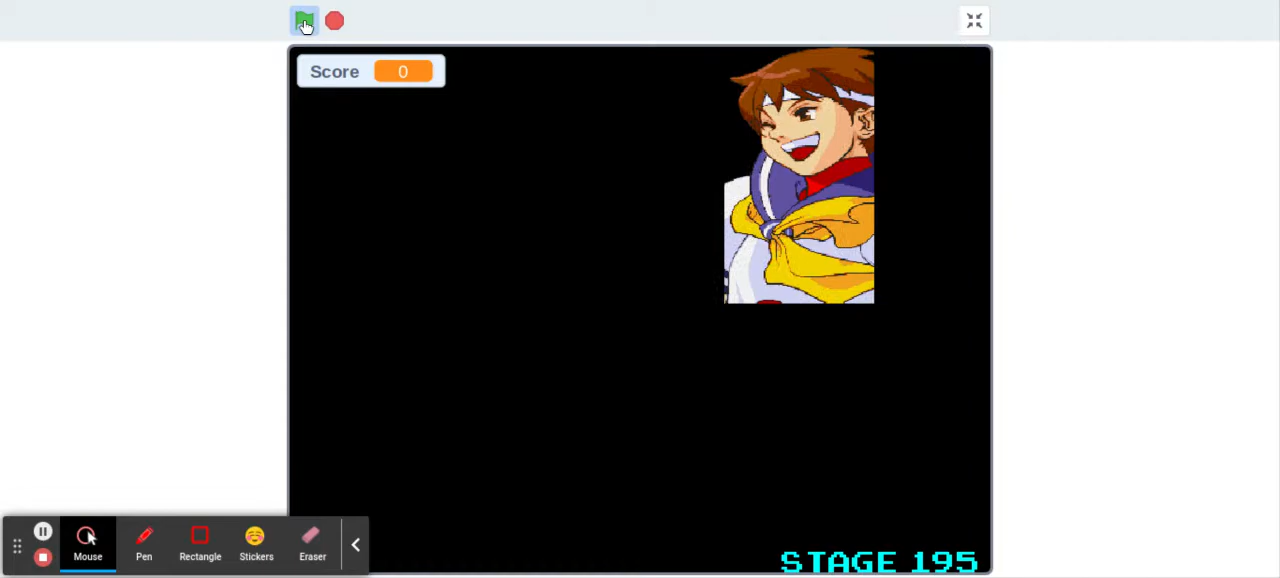 Score 0
Mouse
Pen
Rectangle
Stickers
Eraser
STAGE 195